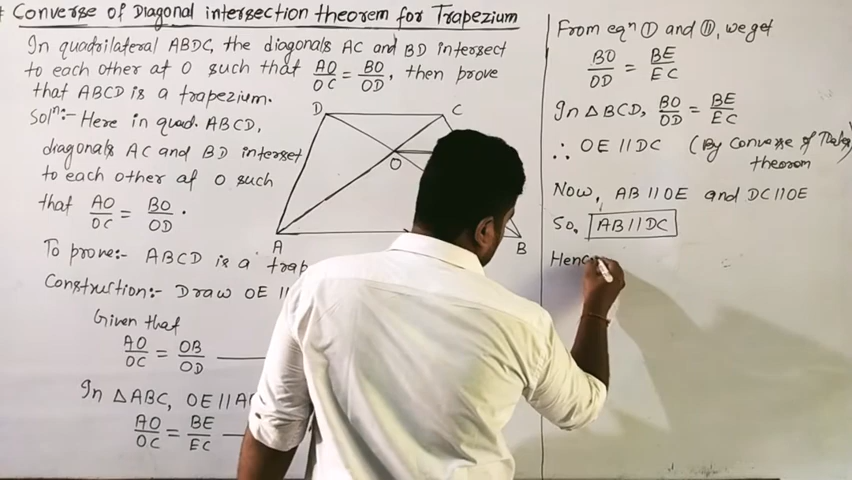 Converse of Diagonal intersection theorem for Trapezium
In quadrilateral ABDC, the diagonals AC and BD intersect
to each other at O such that AO/OC = BO/OD, then prove
that ABCD is a trapezium.
Solⁿ:- Here in quad. ABCD,
diagonals AC and BD interset
to each other at O such
that AO/OC = BO/OD.
To prove:- ABCD is a trap
Construction:- Draw OE ||
Given that
AO/OC = OB/OD
In △ABC, OE || A
AO/OC = BE/EC
D
C
O
A
B
From eqⁿ ① and ⑪, we get
BO/OD = BE/EC
In △BCD, BO/OD = BE/EC
∴ OE || DC (By Converse of Thales
theorem
Now, AB || OE and DC || OE
So, AB || DC
Henc